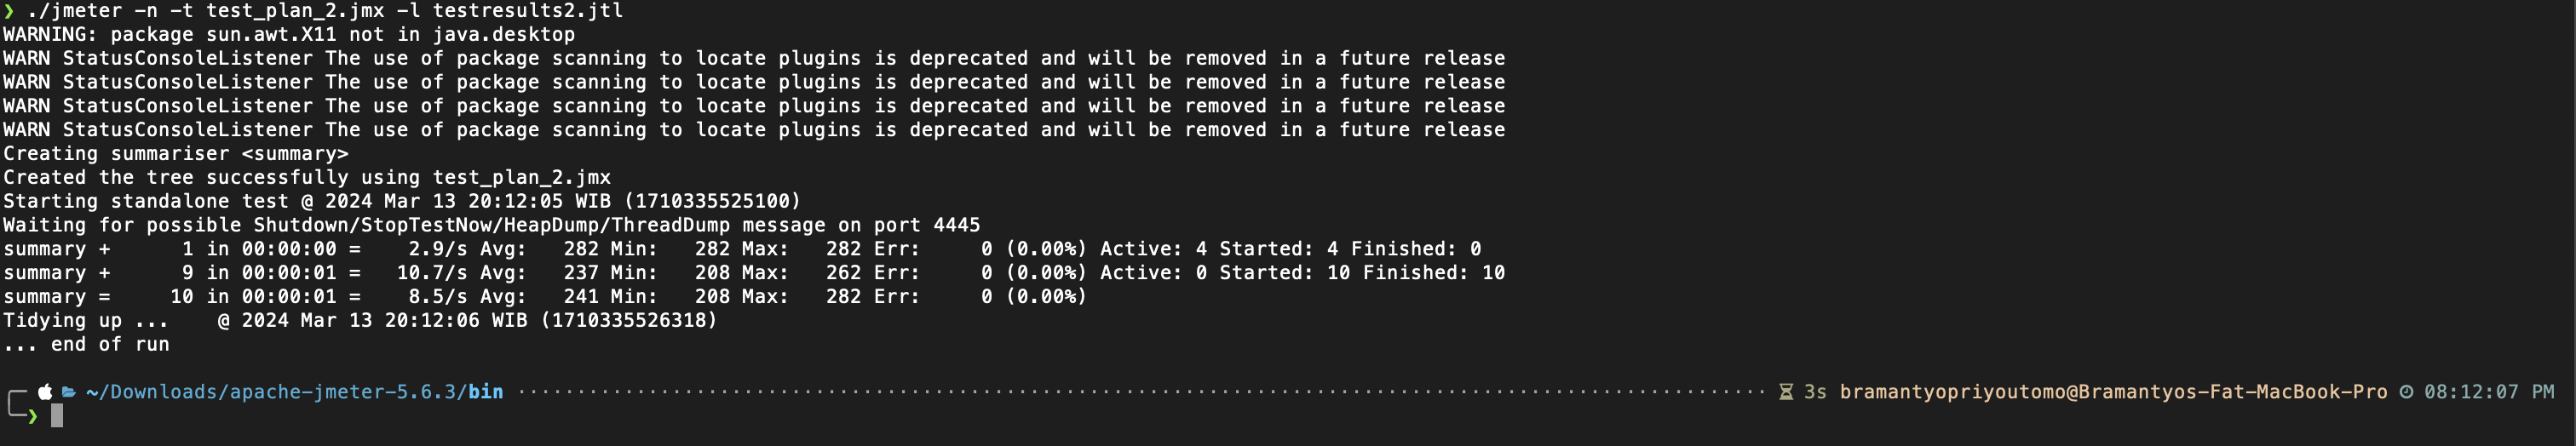 ❯ ./jmeter -n -t test_plan_2.jmx -l testresults2.jtl
WARNING: package sun.awt.X11 not in java.desktop
WARN StatusConsoleListener The use of package scanning to locate plugins is deprecated and will be removed in a future release
WARN StatusConsoleListener The use of package scanning to locate plugins is deprecated and will be removed in a future release
WARN StatusConsoleListener The use of package scanning to locate plugins is deprecated and will be removed in a future release
WARN StatusConsoleListener The use of package scanning to locate plugins is deprecated and will be removed in a future release
Creating summariser <summary>
Created the tree successfully using test_plan_2.jmx
Starting standalone test @ 2024 Mar 13 20:12:05 WIB (1710335525100)
Waiting for possible Shutdown/StopTestNow/HeapDump/ThreadDump message on port 4445
summary +      1 in 00:00:00 =    2.9/s Avg:   282 Min:   282 Max:   282 Err:     0 (0.00%) Active: 4 Started: 4 Finished: 0
summary +      9 in 00:00:01 =   10.7/s Avg:   237 Min:   208 Max:   262 Err:     0 (0.00%) Active: 0 Started: 10 Finished: 10
summary =     10 in 00:00:01 =    8.5/s Avg:   241 Min:   208 Max:   282 Err:     0 (0.00%)
Tidying up ...    @ 2024 Mar 13 20:12:06 WIB (1710335526318)
... end of run
~/Downloads/apache-jmeter-5.6.3/bin 3s bramantyopriyoutomo@Bramantyos-Fat-MacBook-Pro 08:12:07 PM
❯